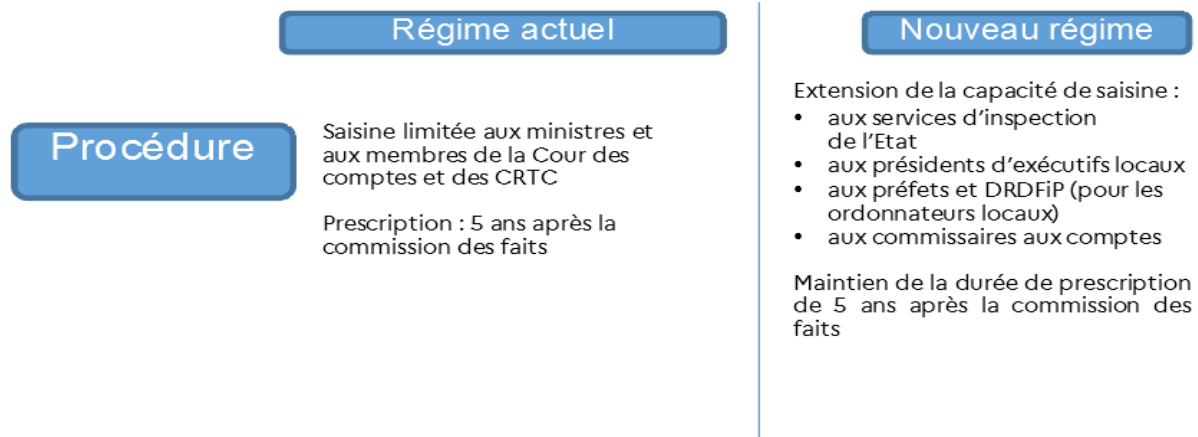 Régime actuel
Nouveau régime
Procédure
Saisine limitée aux ministres et
aux membres de la Cour des
comptes et des CRTC
Prescription : 5 ans après la
commission des faits
Extension de la capacité de saisine :
• aux services d'inspection
de l'Etat
• aux présidents d'exécutifs locaux
• aux préfets et DRDFiP (pour les
ordonnateurs locaux)
• aux commissaires aux comptes
Maintien de la durée de prescription
de 5 ans après la commission des
faits